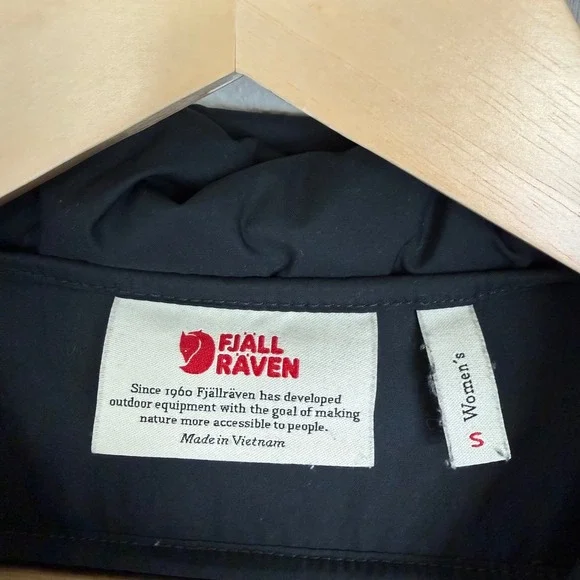 FJÄLL
RÄVEN
Since 1960 Fjällräven has developed
outdoor equipment with the goal of making
nature more accessible to people.
Made in Vietnam
Women's
S